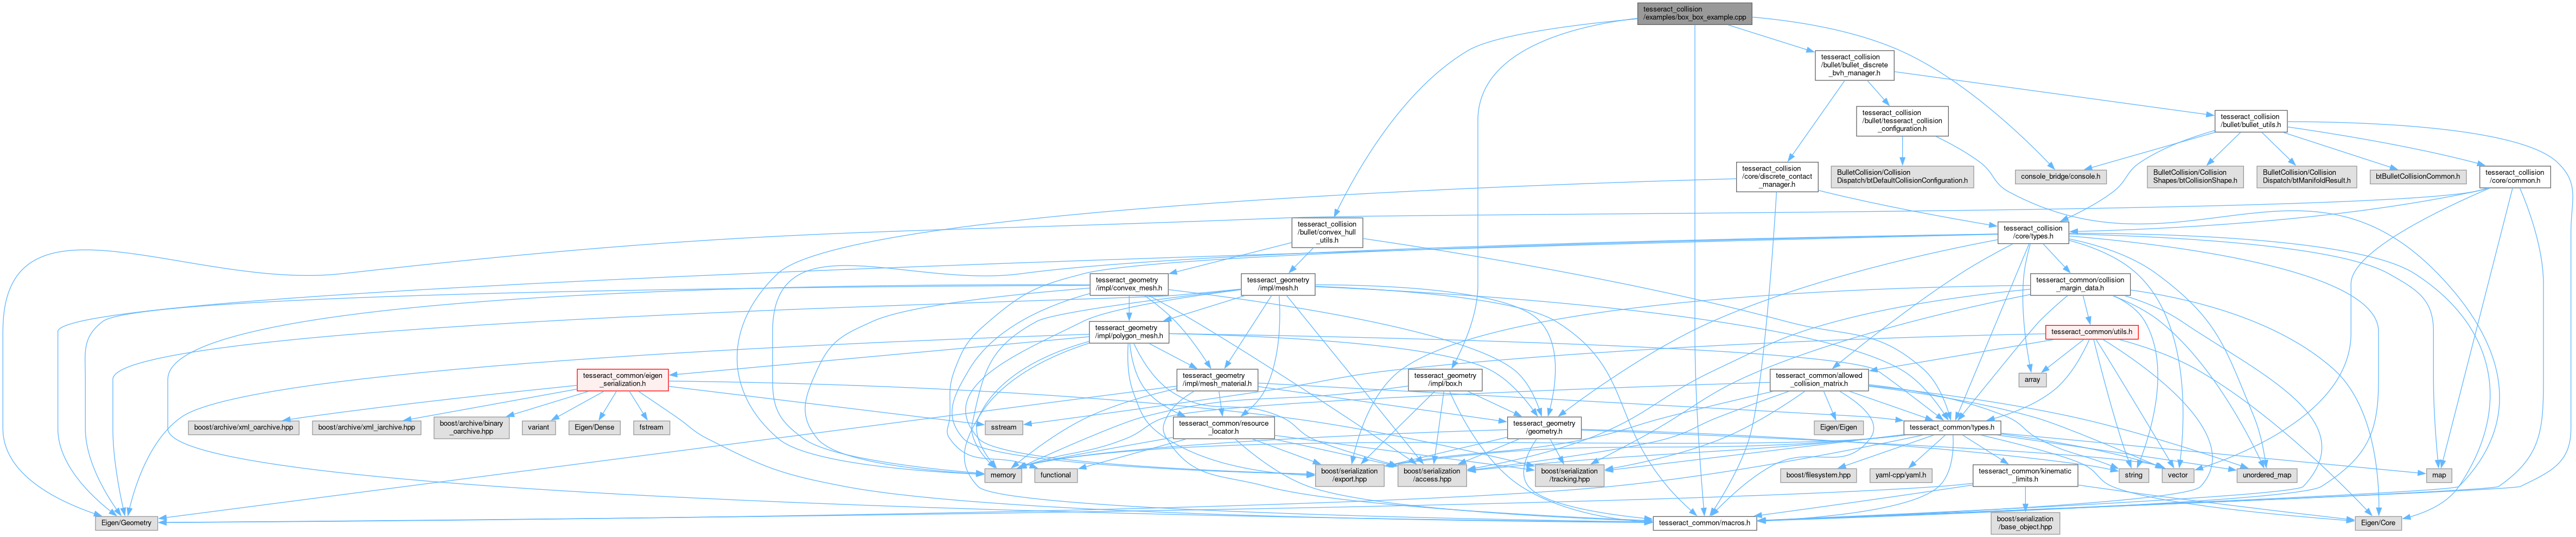 tesseract_collision
/examples/box_box_example.cpp
tesseract_collision
/bullet/bullet_discrete
_bvh_manager.h
tesseract_collision
/bullet/tesseract_collision
_configuration.h
tesseract_collision
/bullet/bullet_utils.h
tesseract_collision
/core/discrete_contact
_manager.h
BulletCollision/Collision
Dispatch/btDefaultCollisionConfiguration.h
console_bridge/console.h
BulletCollision/Collision
Shapes/btCollisionShape.h
BulletCollision/Collision
Dispatch/btManifoldResult.h
btBulletCollisionCommon.h
tesseract_collision
/core/common.h
tesseract_collision
/bullet/convex_hull
_utils.h
tesseract_collision
/core/types.h
tesseract_geometry
/impl/convex_mesh.h
tesseract_geometry
/impl/mesh.h
tesseract_common/collision
_margin_data.h
tesseract_geometry
/impl/polygon_mesh.h
tesseract_common/utils.h
tesseract_common/eigen
_serialization.h
tesseract_geometry
/impl/mesh_material.h
tesseract_geometry
/impl/box.h
tesseract_common/allowed
_collision_matrix.h
array
boost/archive/xml_oarchive.hpp
boost/archive/xml_iarchive.hpp
boost/archive/binary
_oarchive.hpp
variant
Eigen/Dense
fstream
sstream
tesseract_common/resource
_locator.h
tesseract_geometry
/geometry.h
Eigen/Eigen
tesseract_common/types.h
memory
functional
boost/serialization
/export.hpp
boost/serialization
/access.hpp
boost/serialization
/tracking.hpp
boost/filesystem.hpp
yaml-cpp/yaml.h
tesseract_common/kinematic
_limits.h
string
vector
unordered_map
map
Eigen/Geometry
tesseract_common/macros.h
boost/serialization
/base_object.hpp
Eigen/Core